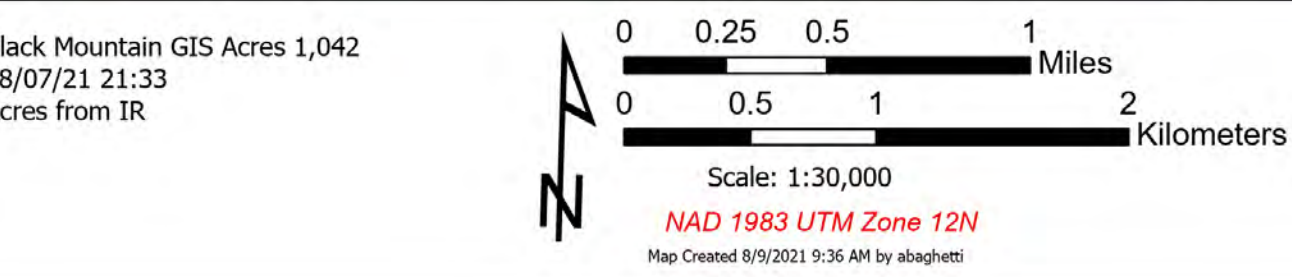 lack Mountain GIS Acres 1,042
8/07/21 21:33
cres from IR
0 0.25 0.5 1
Miles
0 0.5 1 2
Kilometers
Scale: 1:30,000
N
NAD 1983 UTM Zone 12N
Map Created 8/9/2021 9:36 AM by abaghetti